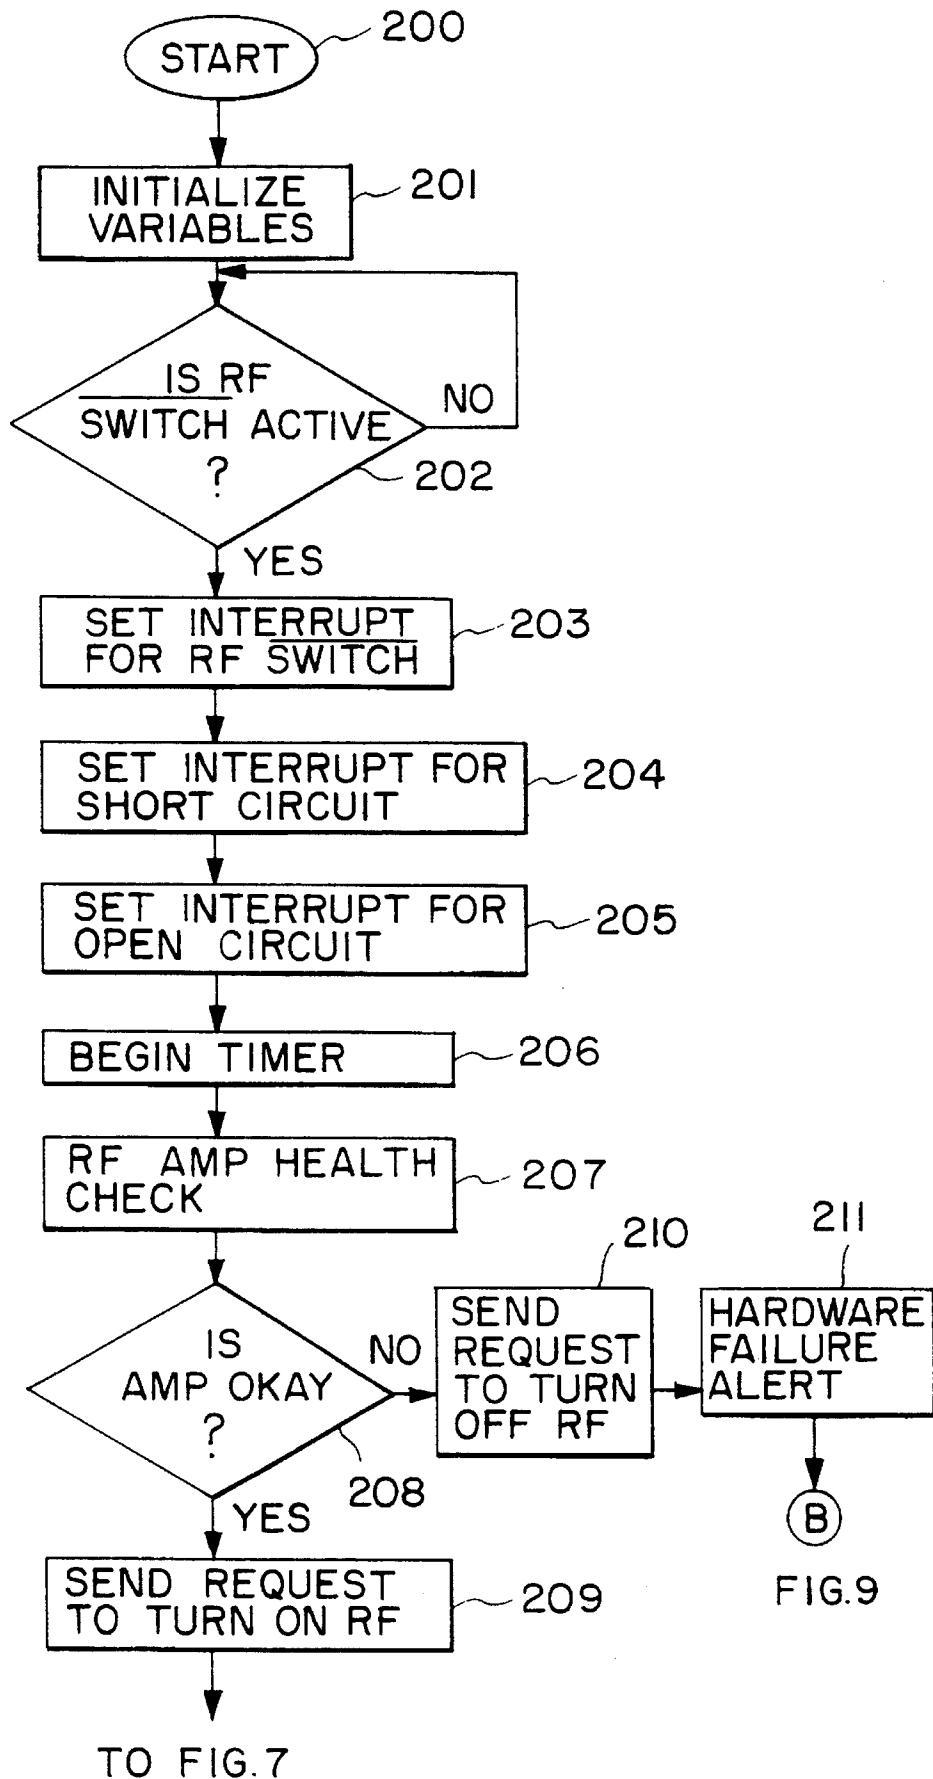 START
200
INITIALIZE
VARIABLES
201
IS RF
SWITCH ACTIVE
?
NO
202
YES
SET INTERRUPT
FOR RF SWITCH
203
SET INTERRUPT FOR
SHORT CIRCUIT
204
SET INTERRUPT FOR
OPEN CIRCUIT
205
BEGIN TIMER
206
RF AMP HEALTH
CHECK
207
IS
AMP OKAY
?
NO
208
YES
210
SEND
REQUEST
TO TURN
OFF RF
211
HARDWARE
FAILURE
ALERT
B
FIG.9
SEND REQUEST
TO TURN ON RF
209
TO FIG.7